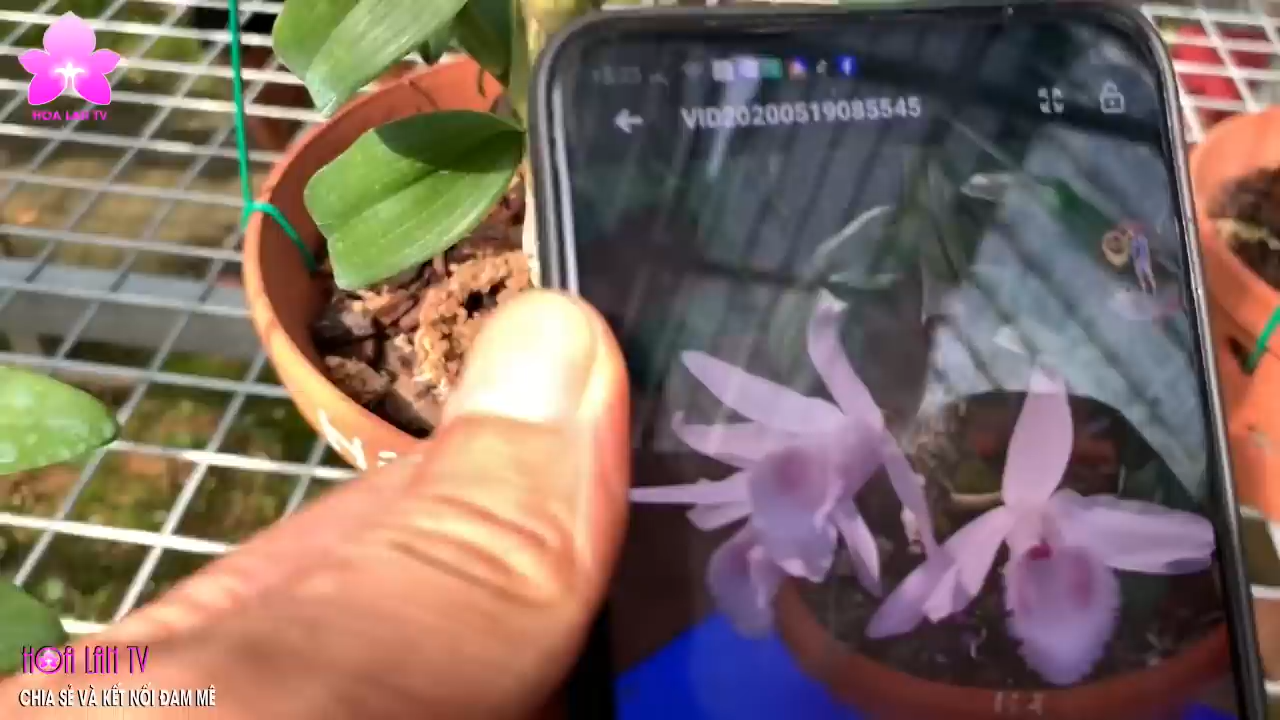 HOA LAN TV
VID20200519085545
HOA LAN TV
CHIA SẺ VÀ KẾT NỐI ĐAM MÊ